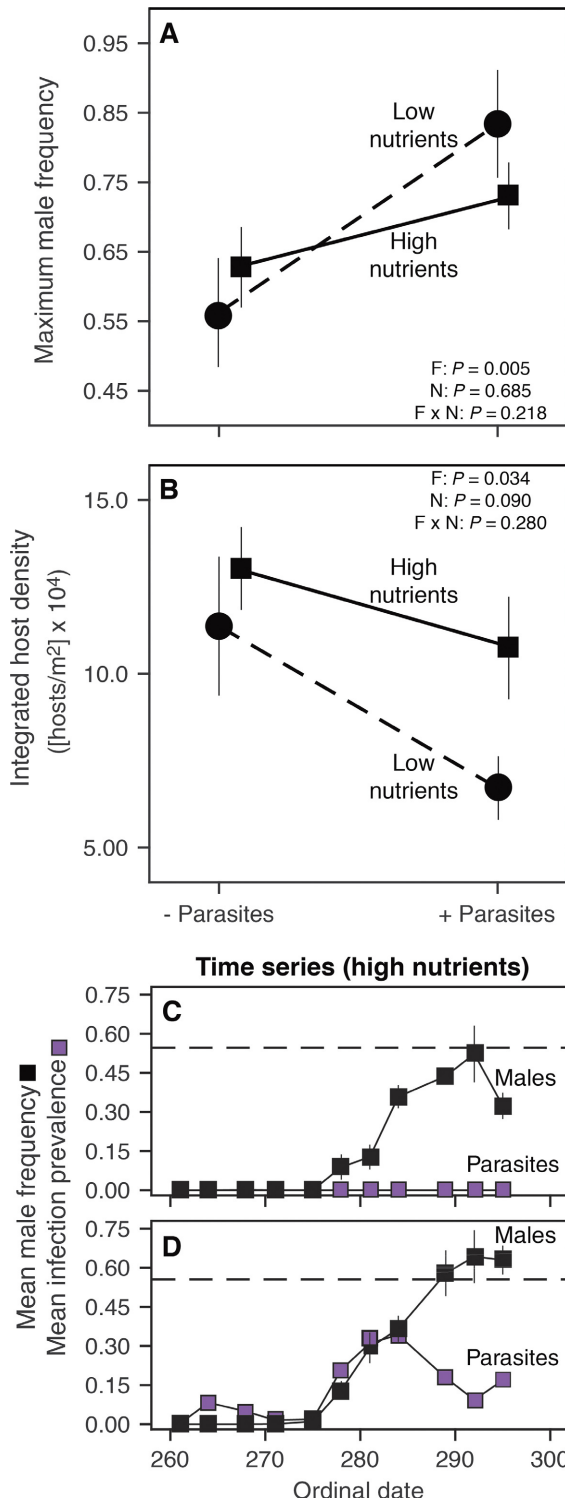 A
0.95
0.85
0.75
0.65
0.55
0.45
Maximum male frequency
Low
nutrients
High
nutrients
F: P = 0.005
N: P = 0.685
F x N: P = 0.218
B
F: P = 0.034
N: P = 0.090
F x N: P = 0.280
15.0
10.0
5.00
Integrated host density
([hosts/m²] x 10⁴)
High
nutrients
Low
nutrients
- Parasites
+ Parasites
Time series (high nutrients)
C
0.75
0.60
0.45
0.30
0.15
0.00
Males
Parasites
Mean male frequency
Mean infection prevalence
D
0.75
0.60
0.45
0.30
0.15
0.00
Males
Parasites
260
270
280
290
300
Ordinal date